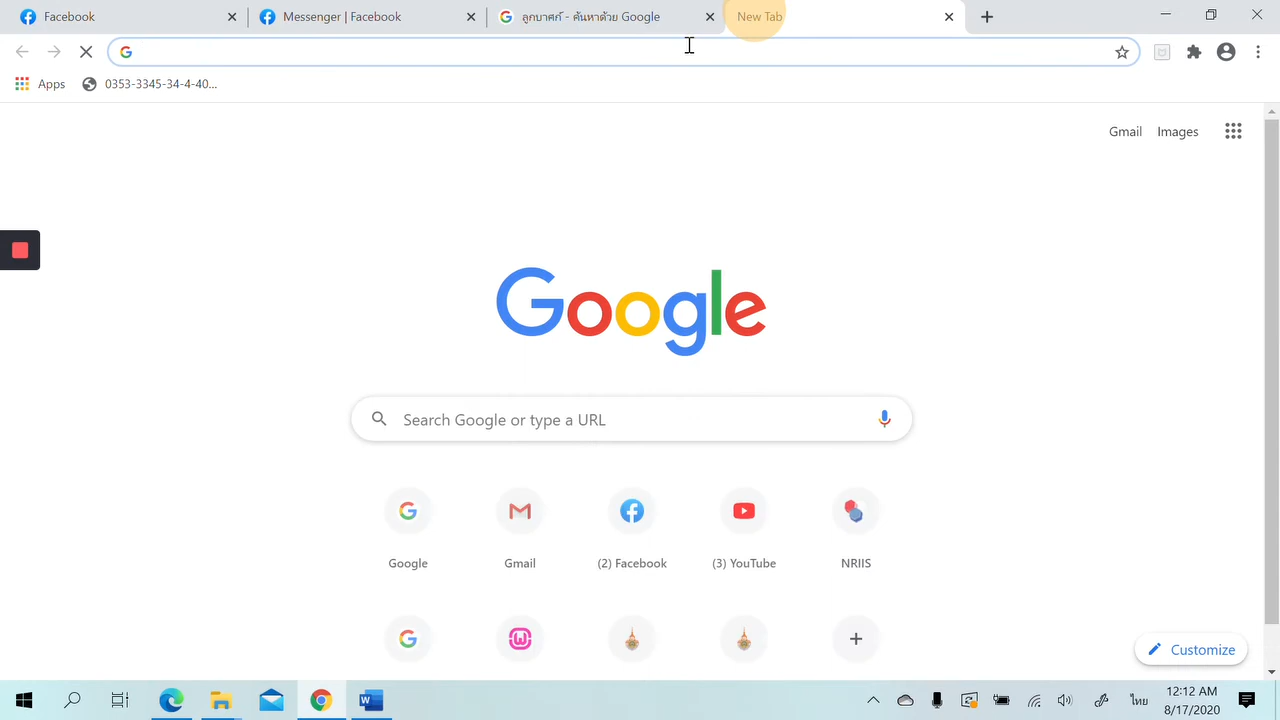 Facebook
Messenger | Facebook
ลูกบาศก์ - ค้นหาด้วย Google
New Tab
Apps
0353-3345-34-4-40...
Gmail
Images
Google
Search Google or type a URL
Google
Gmail
(2) Facebook
(3) YouTube
NRIIS
Customize
ไทย
12:12 AM
8/17/2020